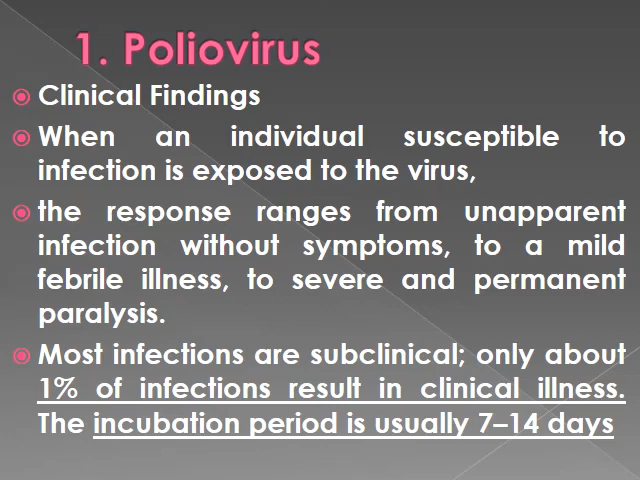 1. Poliovirus
Clinical Findings
When an individual susceptible to
infection is exposed to the virus,
the response ranges from unapparent
infection without symptoms, to a mild
febrile illness, to severe and permanent
paralysis.
Most infections are subclinical; only about
1% of infections result in clinical illness.
The incubation period is usually 7–14 days